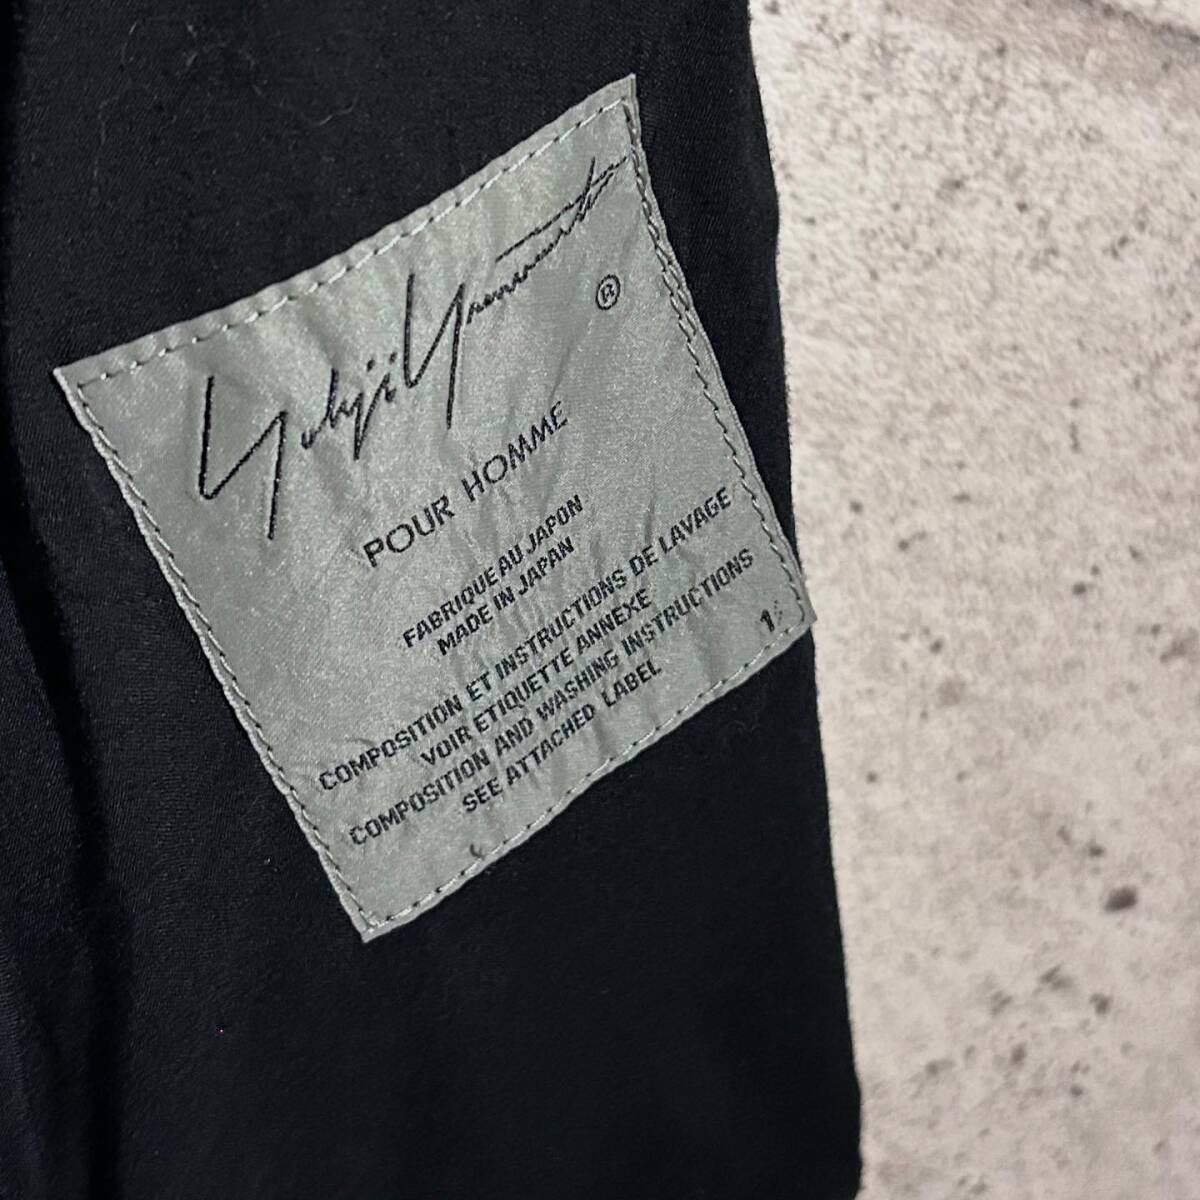 Yohji Yamamoto
®
POUR HOMME
FABRIQUE AU JAPON
MADE IN JAPAN
COMPOSITION ET INSTRUCTIONS DE LAVAGE
VOIR ETIQUETTE ANNEXE
COMPOSITION AND WASHING INSTRUCTIONS
SEE ATTACHED LABEL